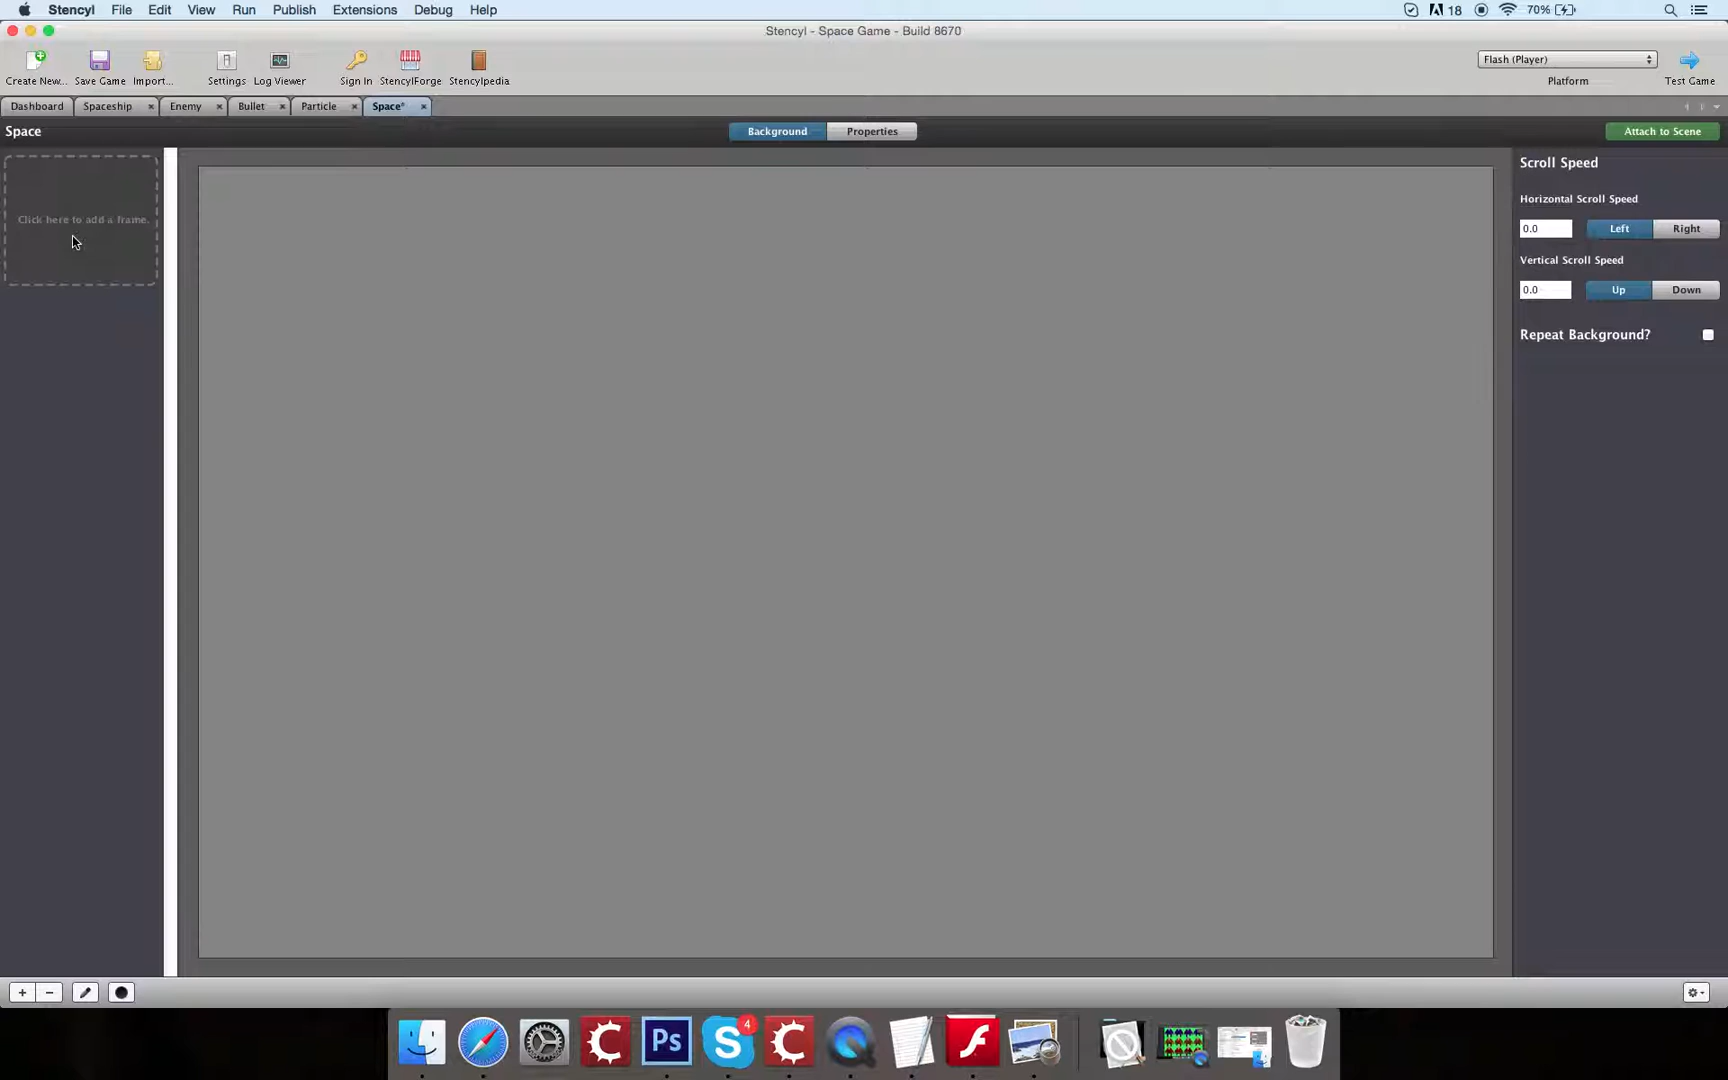 Stencyl File Edit View Run Publish Extensions Debug Help 18 70%
Stencyl - Space Game - Build 8670
Create New... Save Game Import... Settings Log Viewer Sign In StencylForge Stencylpedia Flash (Player) Platform Test Game
Dashboard Spaceship Enemy Bullet Particle Space*
Space Background Properties Attach to Scene
Click here to add a frame.
Scroll Speed
Horizontal Scroll Speed
0.0 Left Right
Vertical Scroll Speed
0.0 Up Down
Repeat Background?
Ps S 4